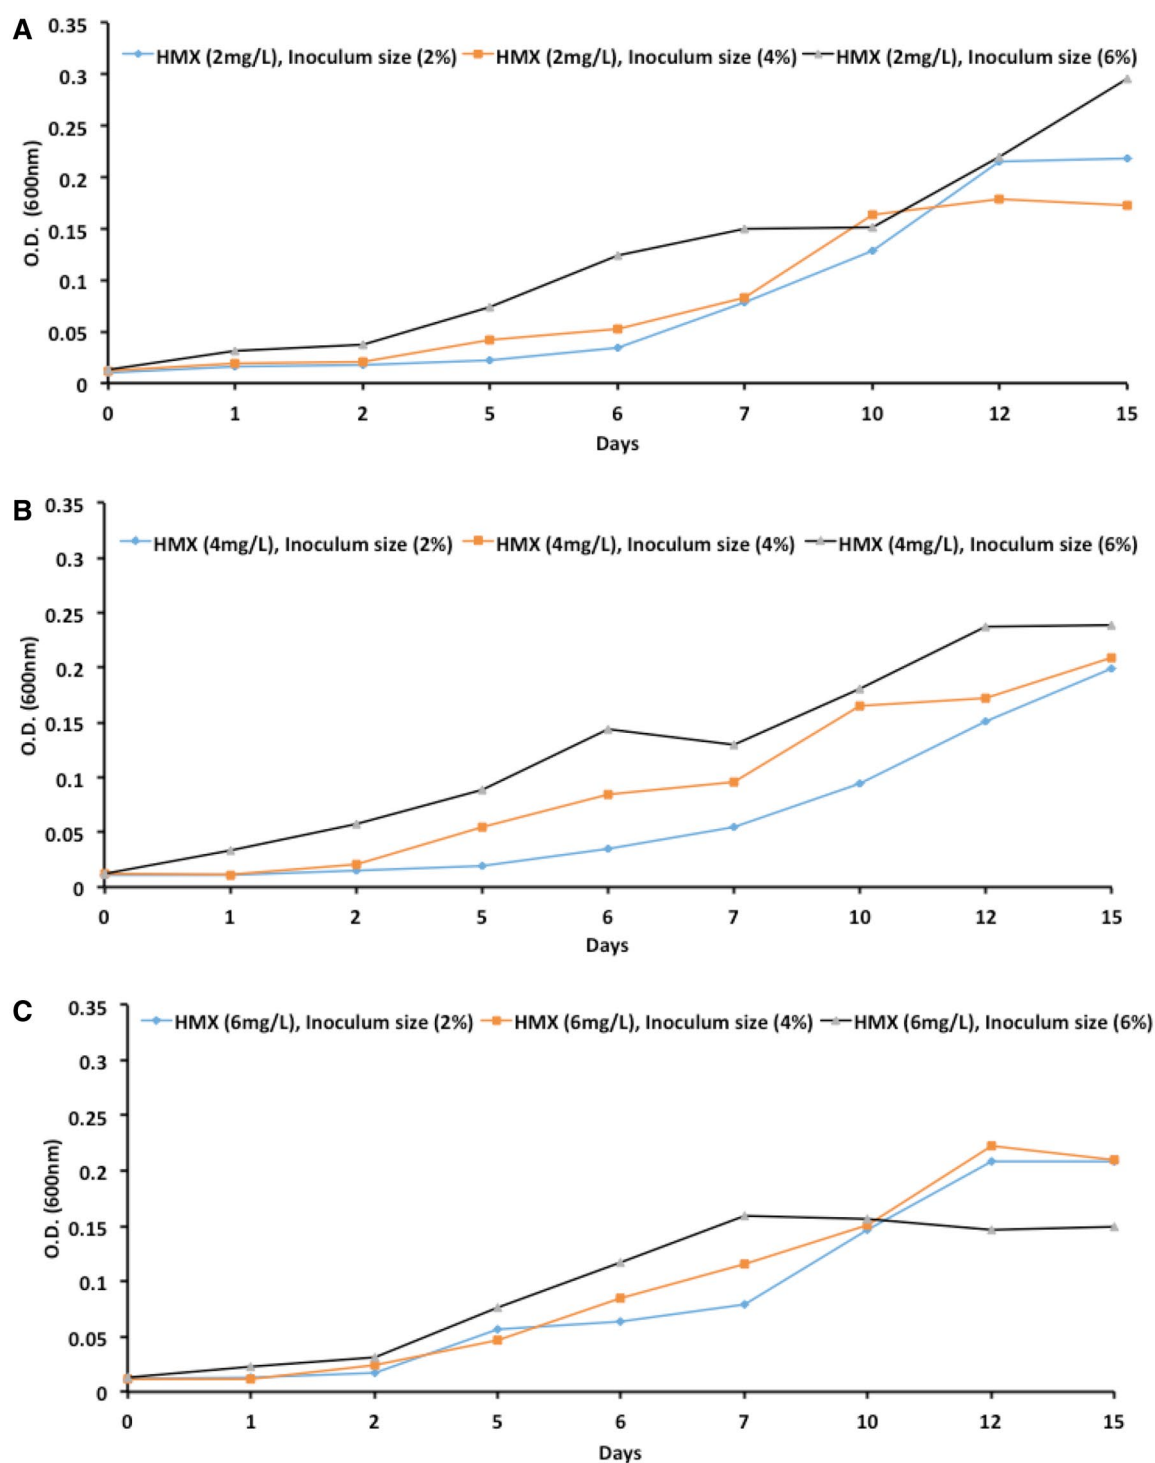 A
0.35
HMX (2mg/L), Inoculum size (2%) HMX (2mg/L), Inoculum size (4%) HMX (2mg/L), Inoculum size (6%)
0.3
0.25
0.2
0.15
0.1
0.05
0
O.D. (600nm)
0 1 2 5 6 7 10 12 15
Days
B
0.35
HMX (4mg/L), Inoculum size (2%) HMX (4mg/L), Inoculum size (4%) HMX (4mg/L), Inoculum size (6%)
0.3
0.25
0.2
0.15
0.1
0.05
0
O.D. (600nm)
0 1 2 5 6 7 10 12 15
Days
C
0.35
HMX (6mg/L), Inoculum size (2%) HMX (6mg/L), Inoculum size (4%) HMX (6mg/L), Inoculum size (6%)
0.3
0.25
0.2
0.15
0.1
0.05
0
O.D. (600nm)
0 1 2 5 6 7 10 12 15
Days